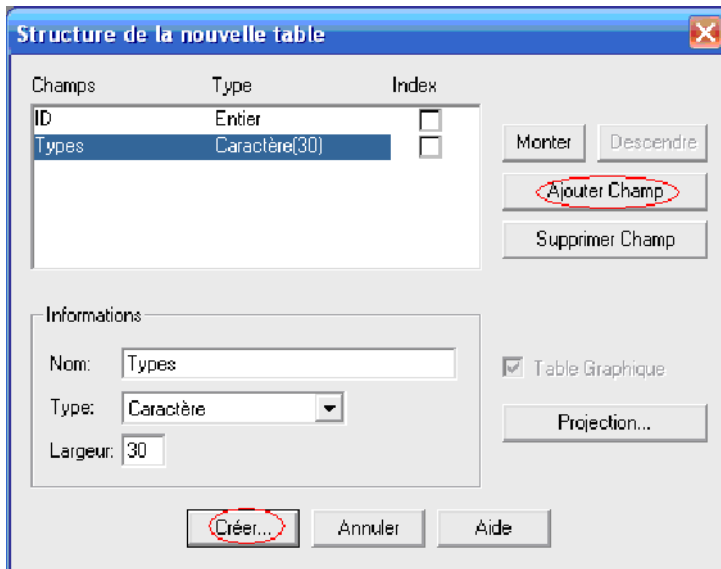 Structure de la nouvelle table
Champs Type Index
ID Entier
Types Caractère(30)
Monter Descendre
Ajouter Champ
Supprimer Champ
Informations
Nom: Types
Table Graphique
Type: Caractère
Projection...
Largeur: 30
Créer... Annuler Aide